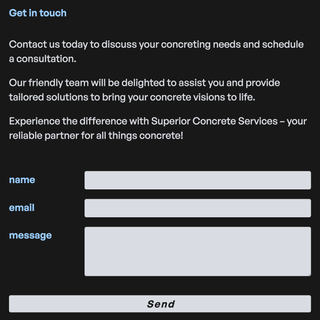 Get in touch
Contact us today to discuss your concreting needs and schedule
a consultation.
Our friendly team will be delighted to assist you and provide
tailored solutions to bring your concrete visions to life.
Experience the difference with Superior Concrete Services – your
reliable partner for all things concrete!
name
email
message
Send